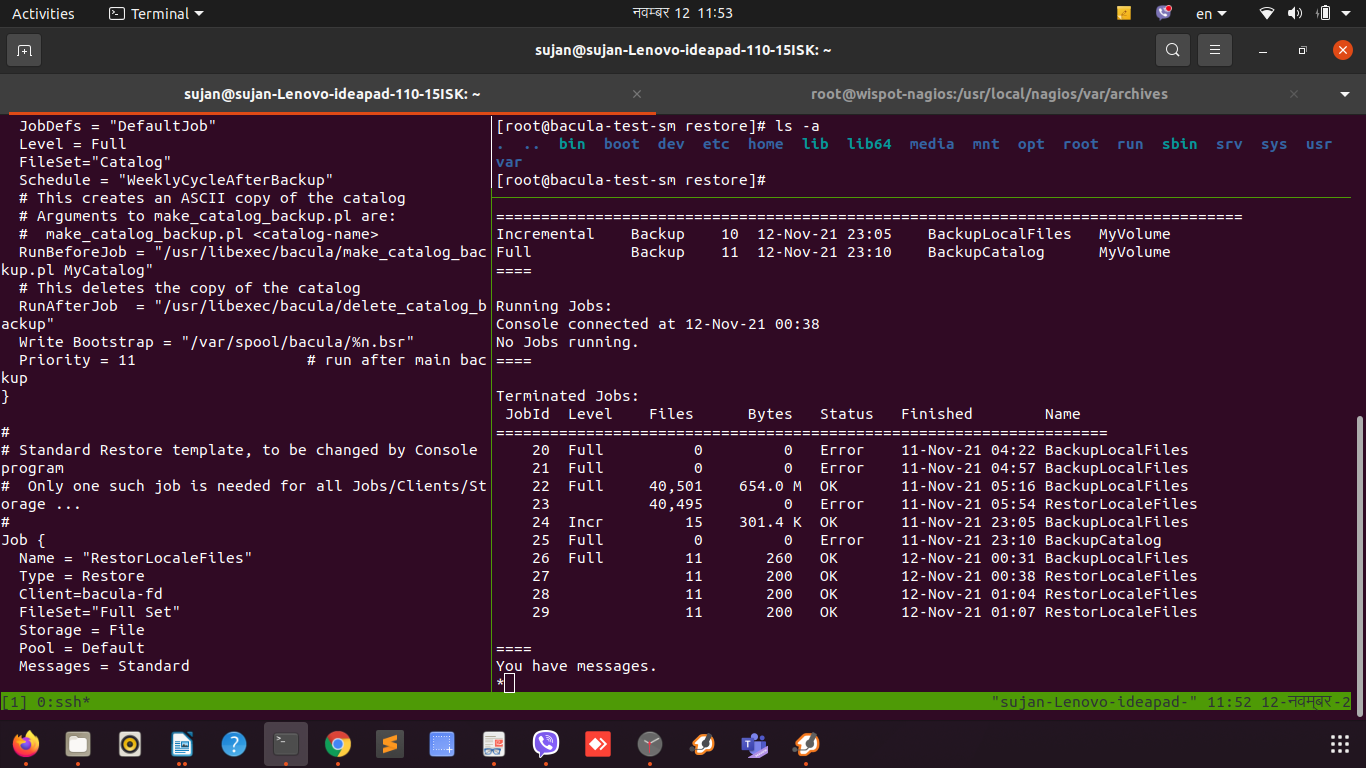 Activities Terminal नवम्बर 12 11:53 en
sujan@sujan-Lenovo-ideapad-110-15ISK: ~
sujan@sujan-Lenovo-ideapad-110-15ISK: ~
root@wispot-nagios:/usr/local/nagios/var/archives
JobDefs = "DefaultJob"
Level = Full
FileSet="Catalog"
Schedule = "WeeklyCycleAfterBackup"
# This creates an ASCII copy of the catalog
# Arguments to make_catalog_backup.pl are:
#  make_catalog_backup.pl <catalog-name>
RunBeforeJob = "/usr/libexec/bacula/make_catalog_bac
kup.pl MyCatalog"
# This deletes the copy of the catalog
RunAfterJob  = "/usr/libexec/bacula/delete_catalog_b
ackup"
Write Bootstrap = "/var/spool/bacula/%n.bsr"
Priority = 11                   # run after main bac
kup
}
#
# Standard Restore template, to be changed by Console
program
#  Only one such job is needed for all Jobs/Clients/St
orage ...
#
Job {
Name = "RestorLocaleFiles"
Type = Restore
Client=bacula-fd
FileSet="Full Set"
Storage = File
Pool = Default
Messages = Standard
[root@bacula-test-sm restore]# ls -a
.  ..  bin  boot  dev  etc  home  lib  lib64  media  mnt  opt  root  run  sbin  srv  sys  usr
var
[root@bacula-test-sm restore]#
===================================================================================
Incremental    Backup    10  12-Nov-21 23:05    BackupLocalFiles   MyVolume
Full           Backup    11  12-Nov-21 23:10    BackupCatalog      MyVolume
====
Running Jobs:
Console connected at 12-Nov-21 00:38
No Jobs running.
====
Terminated Jobs:
JobId  Level    Files      Bytes   Status   Finished        Name
====================================================================
20  Full          0         0   Error    11-Nov-21 04:22 BackupLocalFiles
21  Full          0         0   Error    11-Nov-21 04:57 BackupLocalFiles
22  Full     40,501    654.0 M  OK       11-Nov-21 05:16 BackupLocalFiles
23           40,495         0   Error    11-Nov-21 05:54 RestoreLocalFiles
24  Incr         15    301.4 K  OK       11-Nov-21 23:05 BackupLocalFiles
25  Full          0         0   Error    11-Nov-21 23:10 BackupCatalog
26  Full         11       260   OK       12-Nov-21 00:31 BackupLocalFiles
27               11       200   OK       12-Nov-21 00:38 RestorLocaleFiles
28               11       200   OK       12-Nov-21 01:04 RestorLocaleFiles
29               11       200   OK       12-Nov-21 01:07 RestorLocaleFiles
====
You have messages.
*
[1] 0:ssh* "sujan-Lenovo-ideapad-" 11:52 12-नवम्बर-2